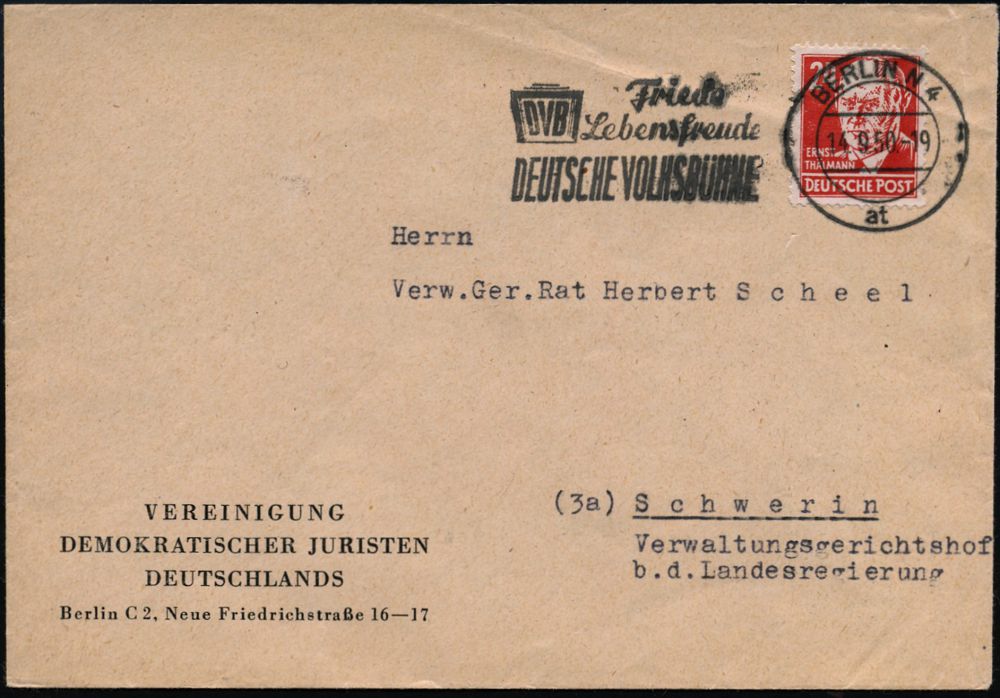 DVB
Friede
Lebensfreude
DEUTSCHE VOLKSBÜHNE
BERLIN N 4
14.9.50-19
at
ERNST
THÄLMANN
DEUTSCHE POST
Herrn
Verw.Ger.Rat Herbert S c h e e l
(3a) S c h w e r i n
Verwaltungsgerichtshof
b.d.Landesregierung
VEREINIGUNG
DEMOKRATISCHER JURISTEN
DEUTSCHLANDS
Berlin C 2, Neue Friedrichstraße 16—17